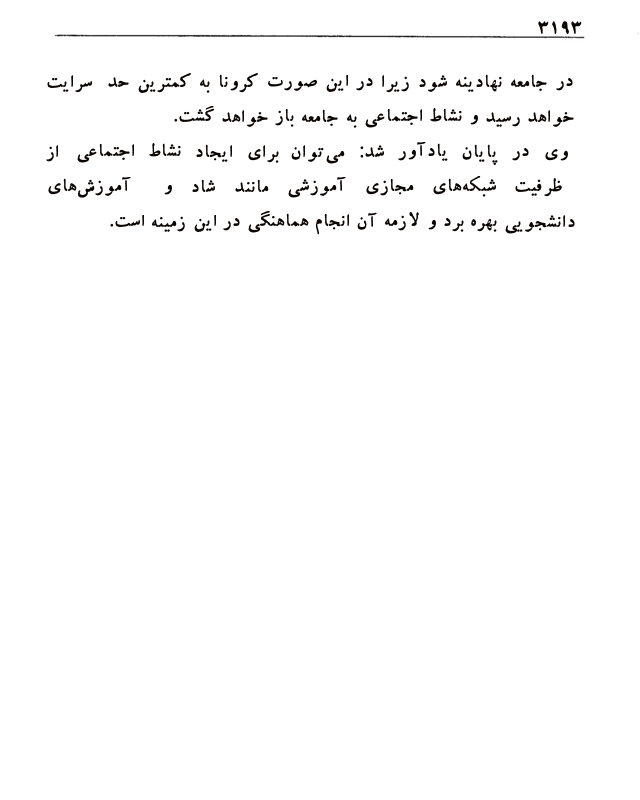 ۳۱۹۳
در جامعه نهادینه شود زیرا در این صورت کرونا به کمترین حد سرایت
خواهد رسید و نشاط اجتماعی به جامعه باز خواهد گشت.
وی در پایان یادآور شد: می‌توان برای ایجاد نشاط اجتماعی از
ظرفیت شبکه‌های مجازی آموزشی مانند شاد و آموزش‌های
دانشجویی بهره برد و لازمه آن انجام هماهنگی در این زمینه است.